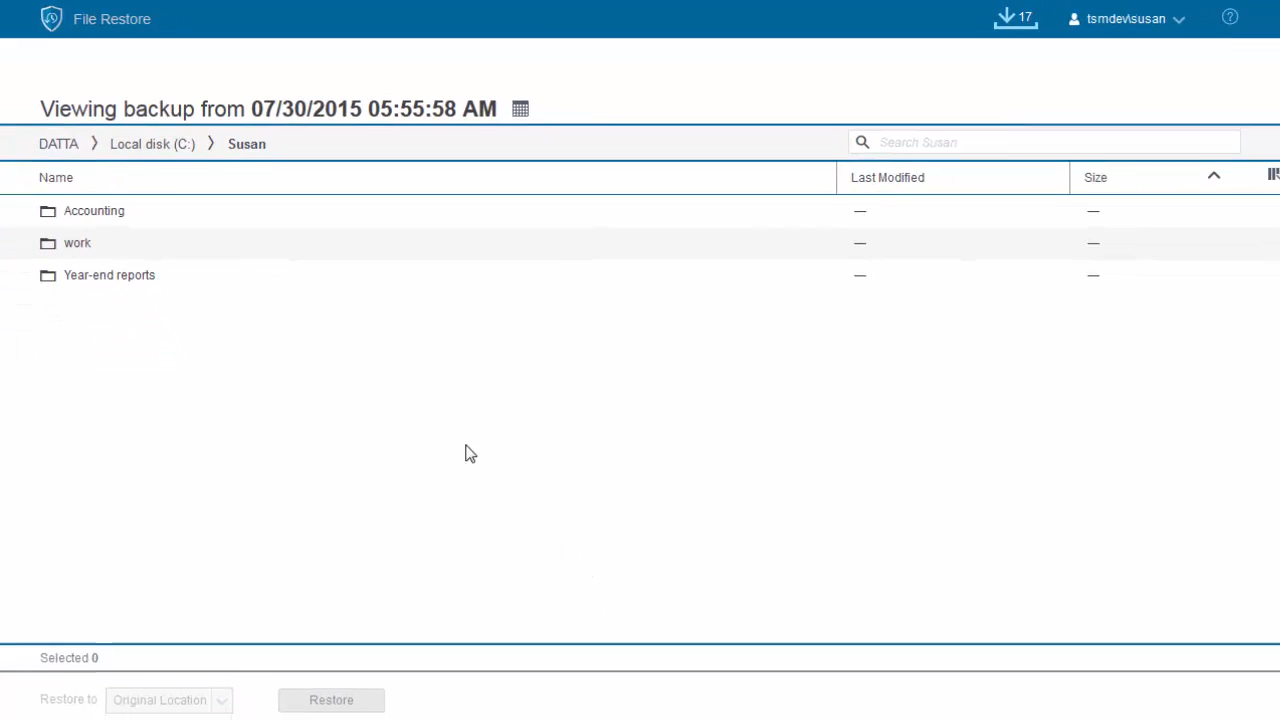 File Restore
17
tsmdev\susan
?
Viewing backup from 07/30/2015 05:55:58 AM
DATTA > Local disk (C:) > Susan
Search Susan
Name Last Modified Size
Accounting — —
work — —
Year-end reports — —
Selected 0
Restore to Original Location Restore